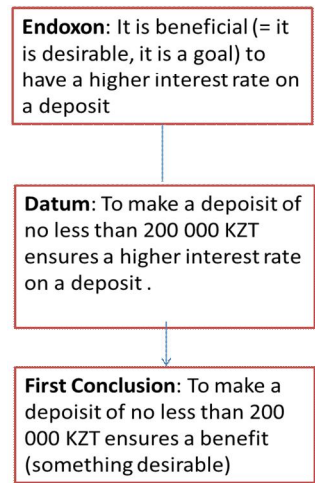 Endoxon: It is beneficial (= it
is desirable, it is a goal) to
have a higher interest rate on
a deposit
Datum: To make a depoisit of
no less than 200 000 KZT
ensures a higher interest rate
on a deposit .
First Conclusion: To make a
depoisit of no less than 200
000 KZT ensures a benefit
(something desirable)